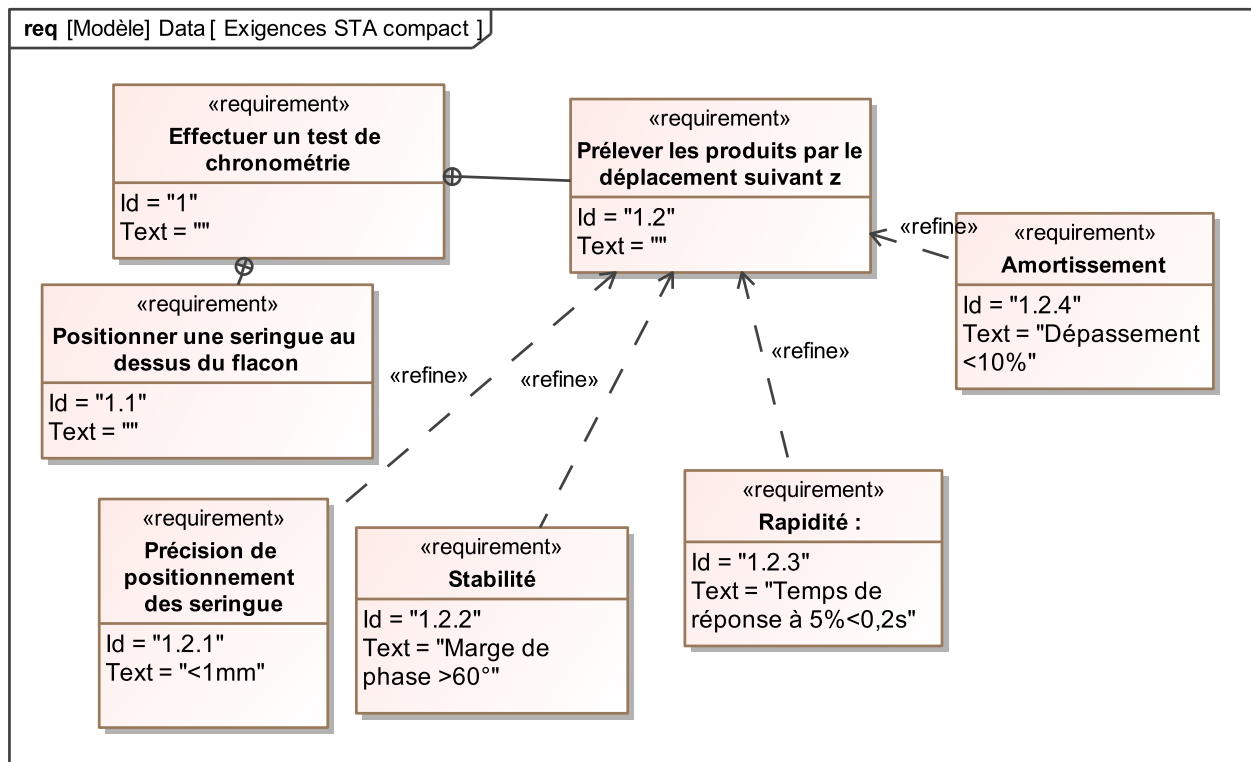 req [Modèle] Data [ Exigences STA compact ]
«requirement»
Effectuer un test de
chronométrie
Id = "1"
Text = ""
«requirement»
Prélever les produits par le
déplacement suivant z
Id = "1.2"
Text = ""
«refine»
«requirement»
Amortissement
Id = "1.2.4"
Text = "Dépassement
<10%"
«requirement»
Positionner une seringue au
dessus du flacon
Id = "1.1"
Text = ""
«refine»
«refine»
«refine»
«requirement»
Précision de
positionnement
des seringue
Id = "1.2.1"
Text = "<1mm"
«requirement»
Stabilité
Id = "1.2.2"
Text = "Marge de
phase >60°"
«requirement»
Rapidité :
Id = "1.2.3"
Text = "Temps de
réponse à 5%<0,2s"